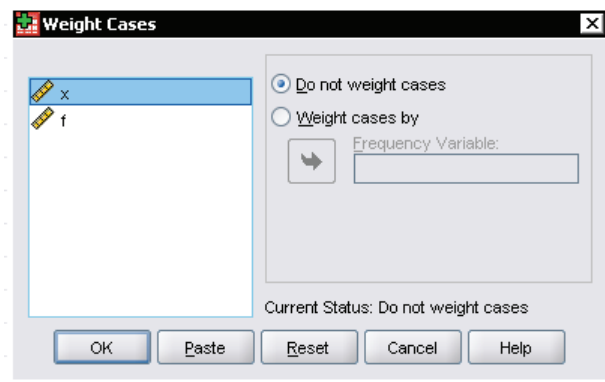 Weight Cases
x
f
Do not weight cases
Weight cases by
Frequency Variable:
Current Status: Do not weight cases
OK
Paste
Reset
Cancel
Help